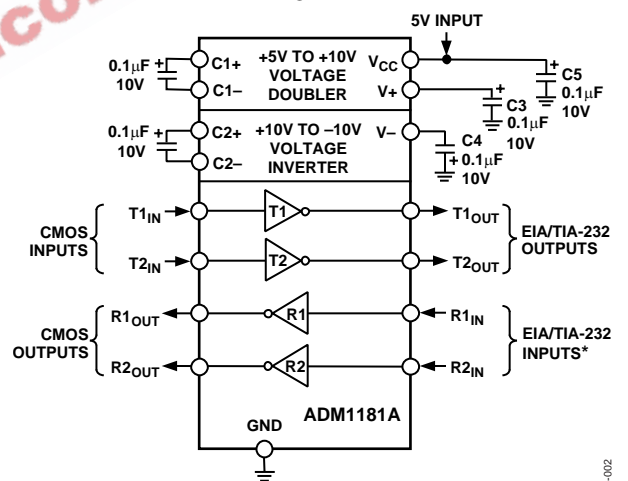 icon
5V INPUT
0.1µF
10V
+
C1+
C1–
+5V TO +10V
VOLTAGE
DOUBLER
VCC
V+
+
C5
0.1µF
10V
+
C3
0.1µF
10V
0.1µF
10V
+
C2+
C2–
+10V TO –10V
VOLTAGE
INVERTER
V–
C4
+
0.1µF
10V
CMOS
INPUTS
T1IN
T1
T1OUT
T2IN
T2
T2OUT
EIA/TIA-232
OUTPUTS
CMOS
OUTPUTS
R1OUT
R1
R1IN
R2OUT
R2
R2IN
EIA/TIA-232
INPUTS*
ADM1181A
GND
-002